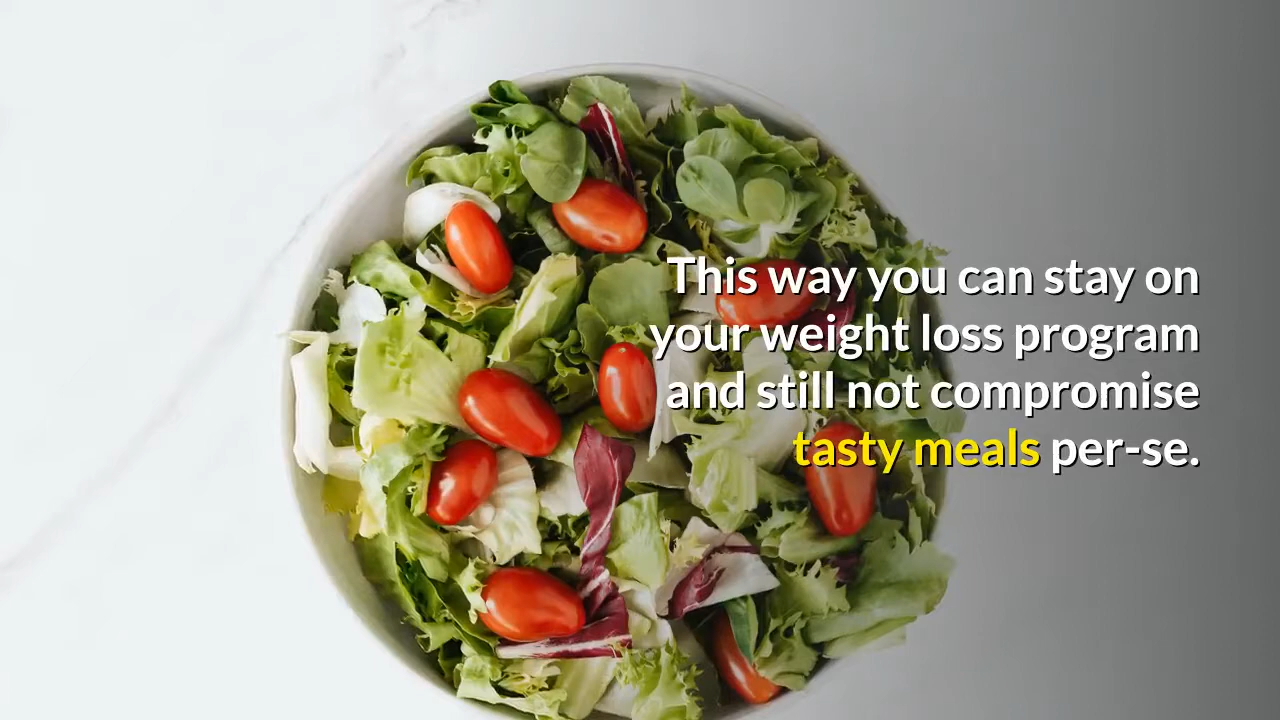 This way you can stay on
your weight loss program
and still not compromise
tasty meals per-se.